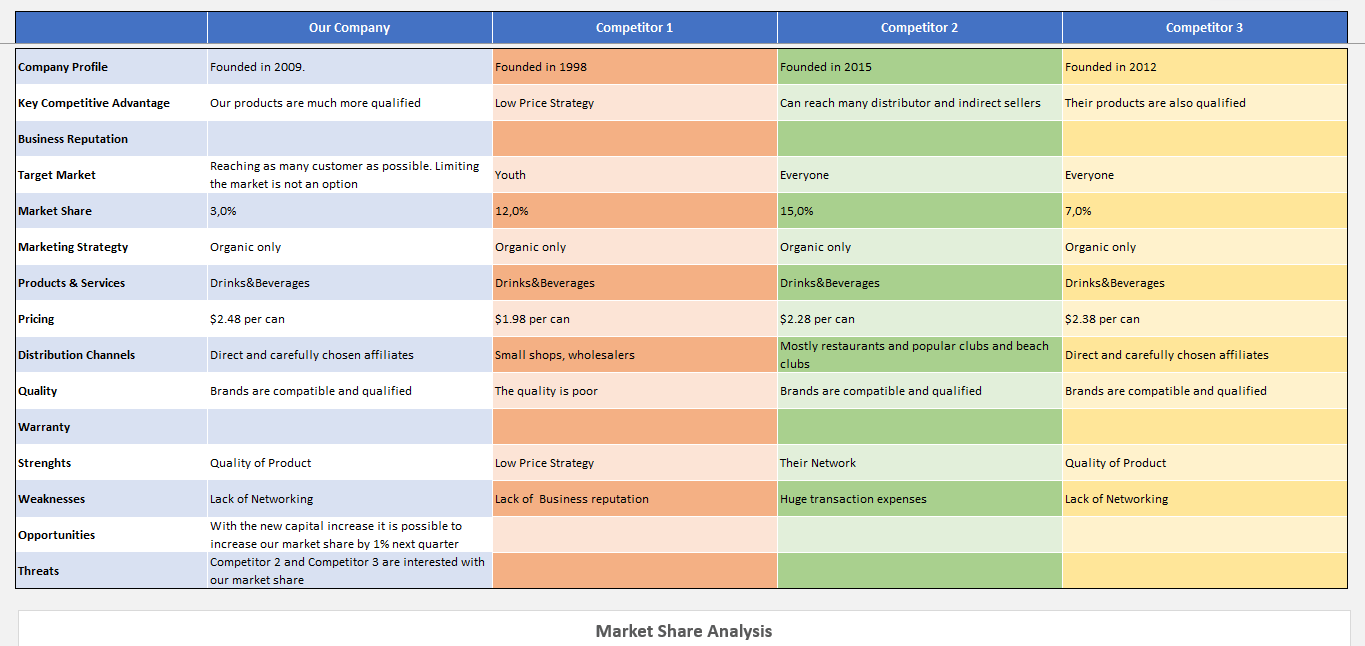 Our Company Competitor 1 Competitor 2 Competitor 3
Company Profile Founded in 2009. Founded in 1998 Founded in 2015 Founded in 2012
Key Competitive Advantage Our products are much more qualified Low Price Strategy Can reach many distributor and indirect sellers Their products are also qualified
Business Reputation
Target Market Reaching as many customer as possible. Limiting the market is not an option Youth Everyone Everyone
Market Share 3,0% 12,0% 15,0% 7,0%
Marketing Strategty Organic only Organic only Organic only Organic only
Products & Services Drinks&Beverages Drinks&Beverages Drinks&Beverages Drinks&Beverages
Pricing $2.48 per can $1.98 per can $2.28 per can $2.38 per can
Distribution Channels Direct and carefully chosen affiliates Small shops, wholesalers Mostly restaurants and popular clubs and beach clubs Direct and carefully chosen affiliates
Quality Brands are compatible and qualified The quality is poor Brands are compatible and qualified Brands are compatible and qualified
Warranty
Strenghts Quality of Product Low Price Strategy Their Network Quality of Product
Weaknesses Lack of Networking Lack of  Business reputation Huge transaction expenses Lack of Networking
Opportunities With the new capital increase it is possible to increase our market share by 1% next quarter
Threats Competitor 2 and Competitor 3 are interested with our market share
Market Share Analysis